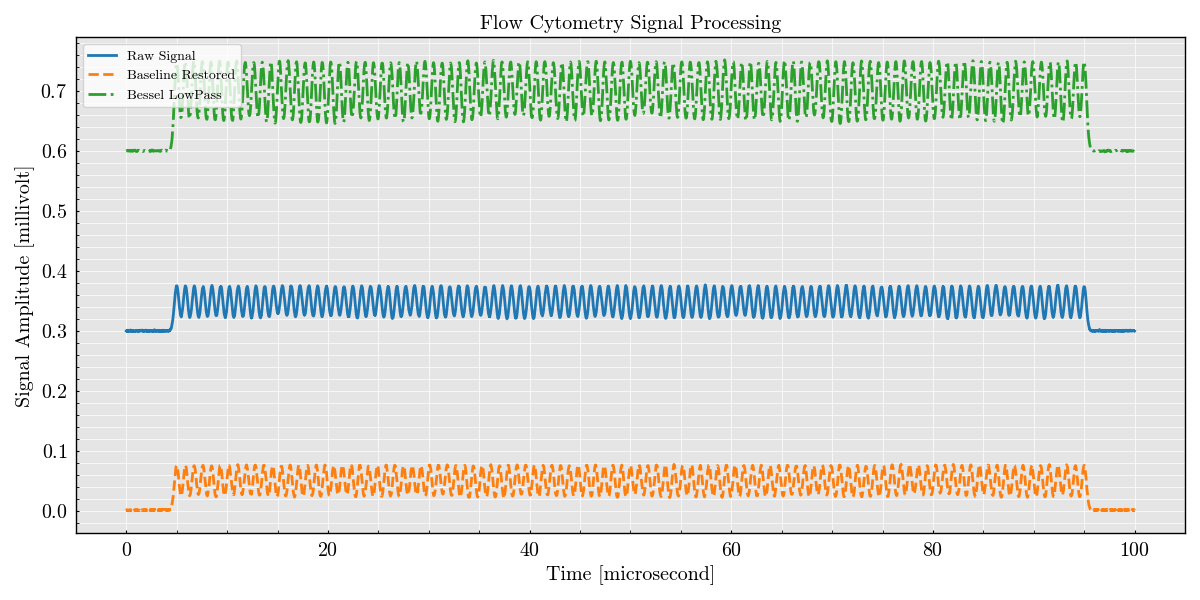 Flow Cytometry Signal Processing
Raw Signal
Baseline Restored
Bessel LowPass
Signal Amplitude [millivolt]
0.7
0.6
0.5
0.4
0.3
0.2
0.1
0.0
0 20 40 60 80 100
Time [microsecond]